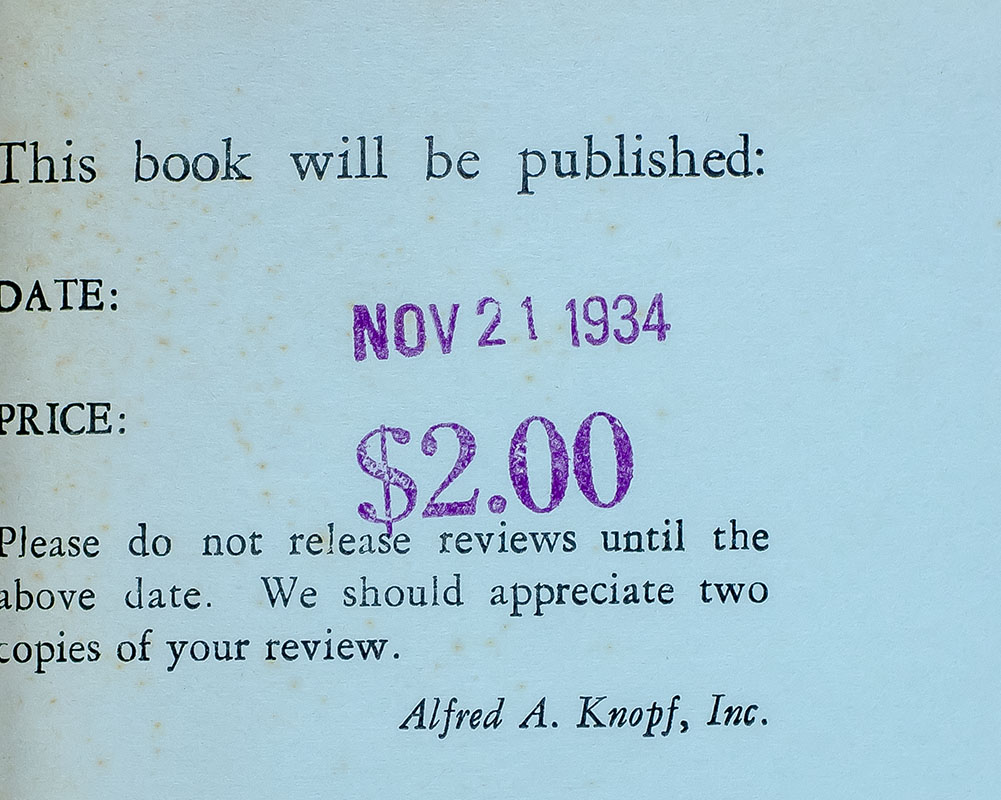 This book will be published:
DATE:
NOV 21 1934
PRICE:
$2.00
Please do not release reviews until the
above date. We should appreciate two
copies of your review.
Alfred A. Knopf, Inc.